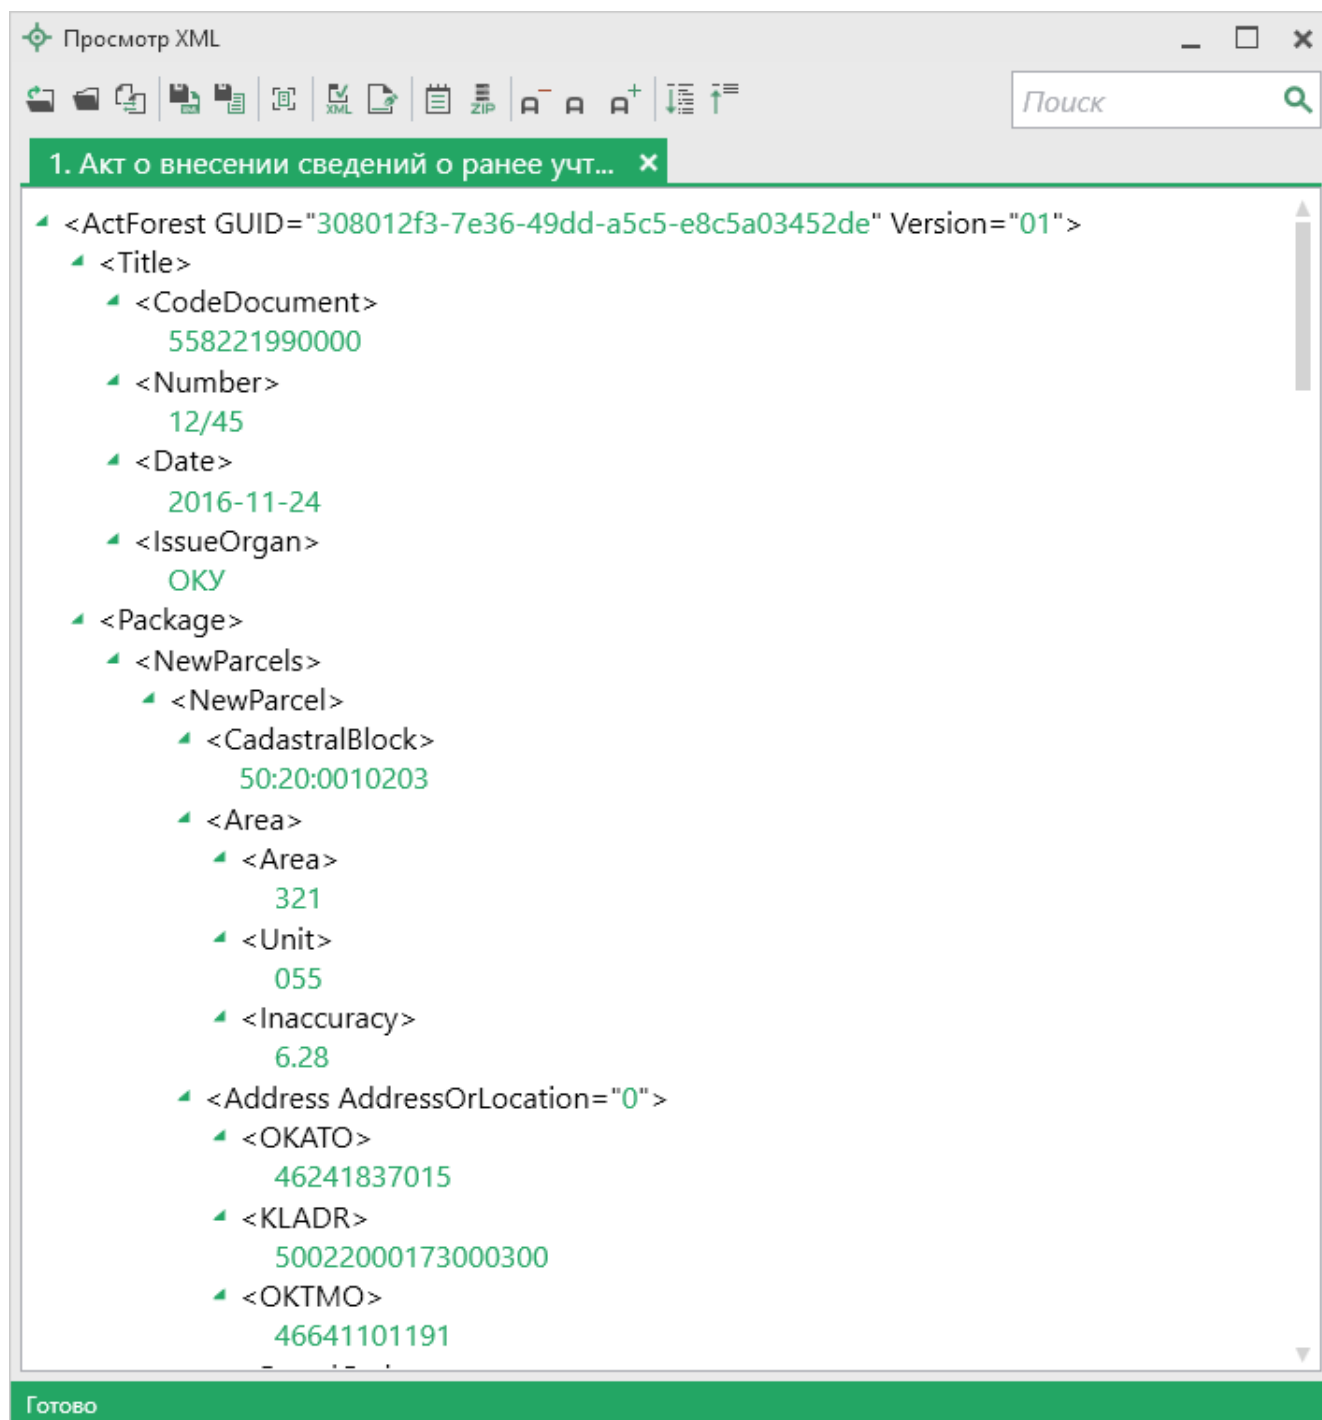 Просмотр XML
XML ZIP A− A A+ Поиск
1. Акт о внесении сведений о ранее учт...
<ActForest GUID="308012f3-7e36-49dd-a5c5-e8c5a03452de" Version="01">
<Title>
<CodeDocument>
558221990000
<Number>
12/45
<Date>
2016-11-24
<IssueOrgan>
ОКУ
<Package>
<NewParcels>
<NewParcel>
<CadastralBlock>
50:20:0010203
<Area>
<Area>
321
<Unit>
055
<Inaccuracy>
6.28
<Address AddressOrLocation="0">
<OKATO>
46241837015
<KLADR>
50022000173000300
<OKTMO>
46641101191
Готово